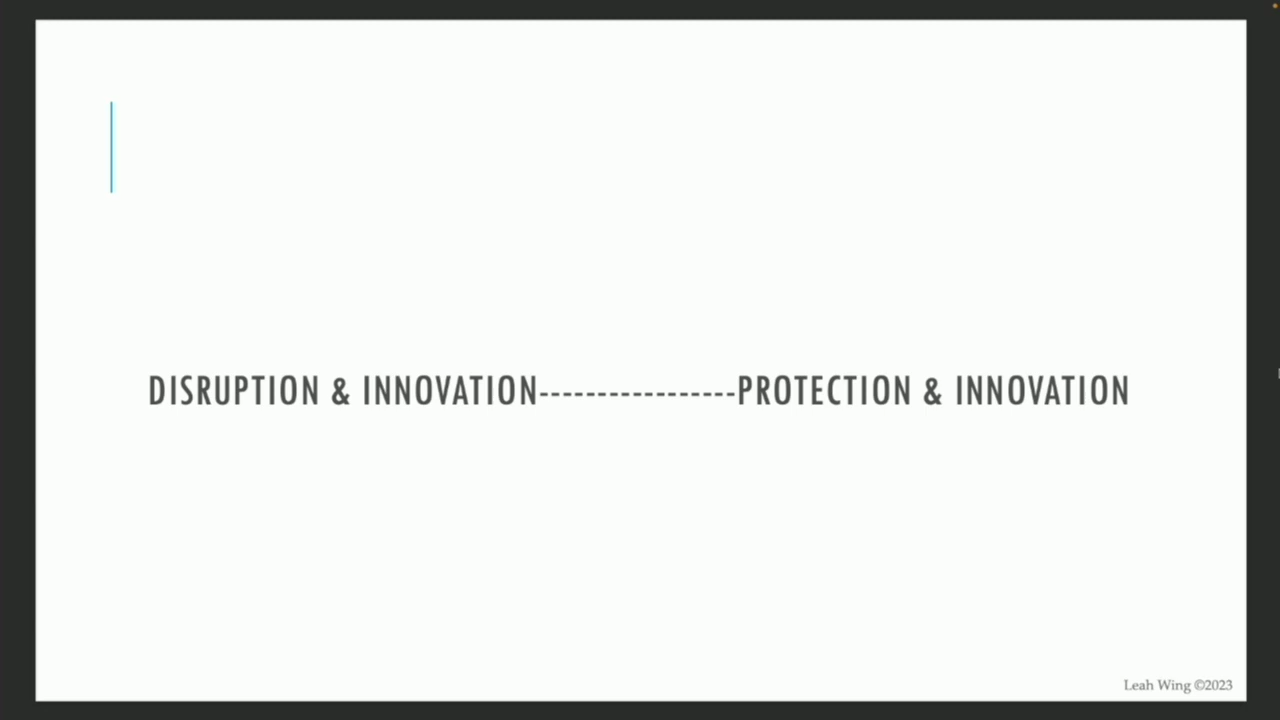 DISRUPTION & INNOVATION-----------------PROTECTION & INNOVATION
Leah Wing ©2023